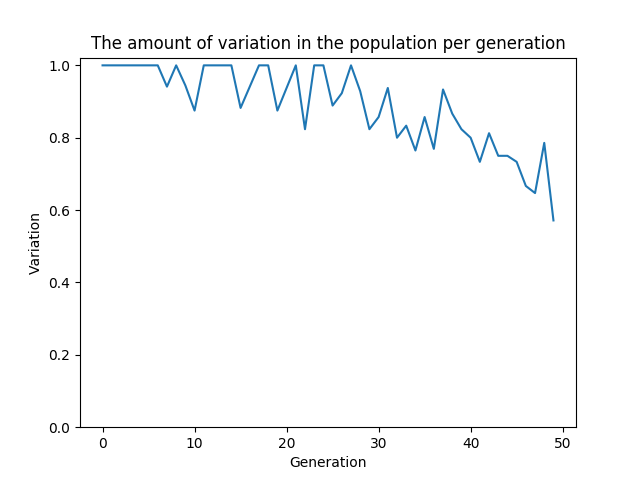 The amount of variation in the population per generation
1.0
0.8
0.6
0.4
0.2
0.0
Variation
0 10 20 30 40 50
Generation